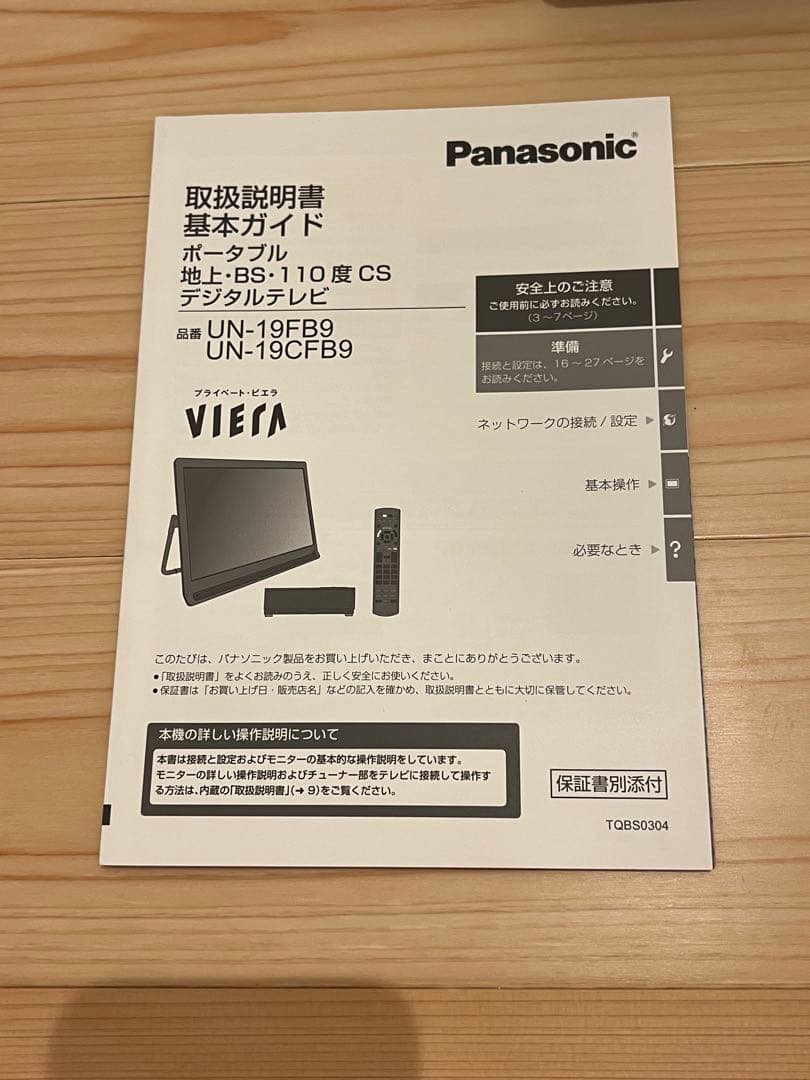 Panasonic®
取扱説明書
基本ガイド
ポータブル
地上・BS・110度CS
デジタルテレビ
品番 UN-19FB9
UN-19CFB9
プライベート・ビエラ
VIERA
安全上のご注意
ご使用前に必ずお読みください。
(3~7ページ)
準備
接続と設定は、16~27ページを
お読みください。
ネットワークの接続/設定
基本操作
必要なとき ?
このたびは、パナソニック製品をお買い上げいただき、まことにありがとうございます。
●「取扱説明書」をよくお読みのうえ、正しく安全にお使いください。
●保証書は「お買い上げ日・販売店名」などの記入を確かめ、取扱説明書とともに大切に保管してください。
本機の詳しい操作説明について
本書は接続と設定およびモニターの基本的な操作説明をしています。
モニターの詳しい操作説明およびチューナー部をテレビに接続して操作す
る方法は、内蔵の「取扱説明書」(➔9)をご覧ください。
保証書別添付
TQBS0304